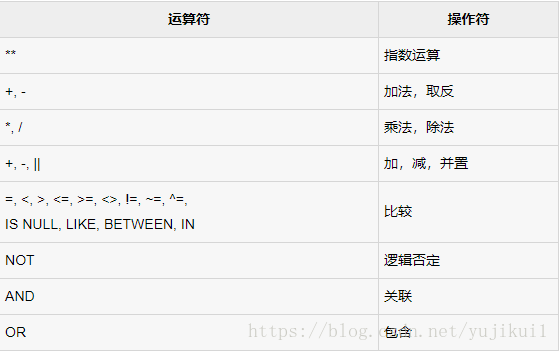 运算符 操作符
** 指数运算
+, - 加法，取反
*, / 乘法，除法
+, -, || 加，减，并置
=, <, >, <=, >=, <>, !=, ~=, ^=,
IS NULL, LIKE, BETWEEN, IN
比较
NOT 逻辑否定
AND 关联
OR 包含
https://blog.csdn.net/yujikui1